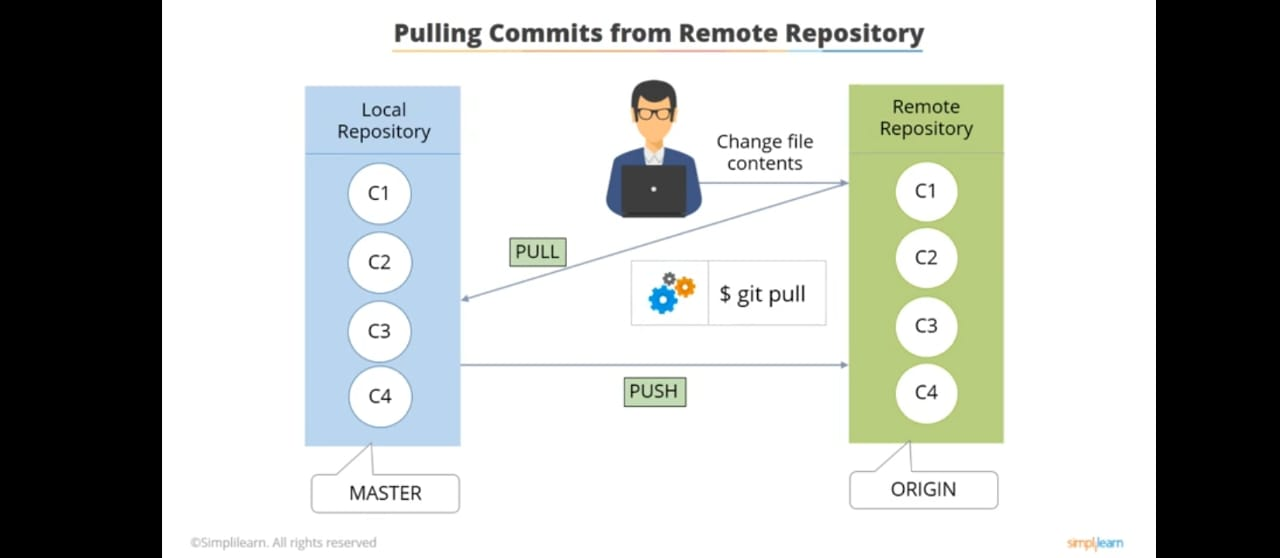 Pulling Commits from Remote Repository
Local
Repository
C1
C2
C3
C4
MASTER
Change file
contents
PULL
$ git pull
PUSH
Remote
Repository
C1
C2
C3
C4
ORIGIN
©Simplilearn. All rights reserved
simplilearn